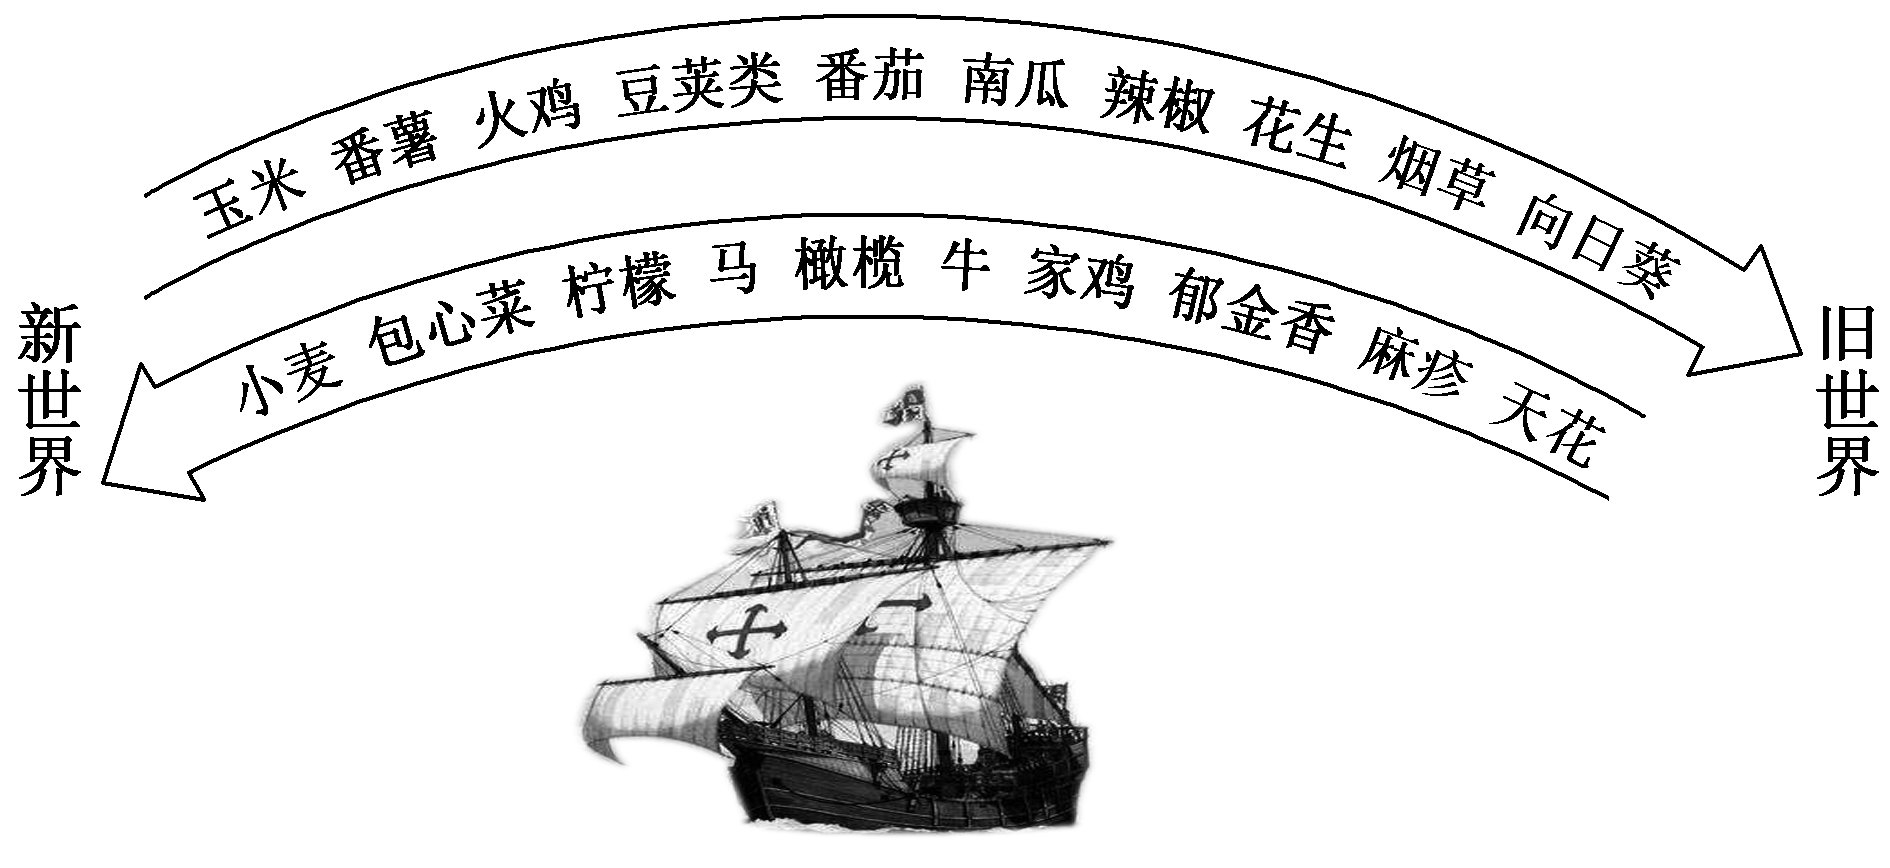 玉米 番薯 火鸡 豆荚类 番茄 南瓜 辣椒 花生 烟草 向日葵
小麦 包心菜 柠檬 马 橄榄 牛 家鸡 郁金香 麻疹 天花
新世界
旧世界